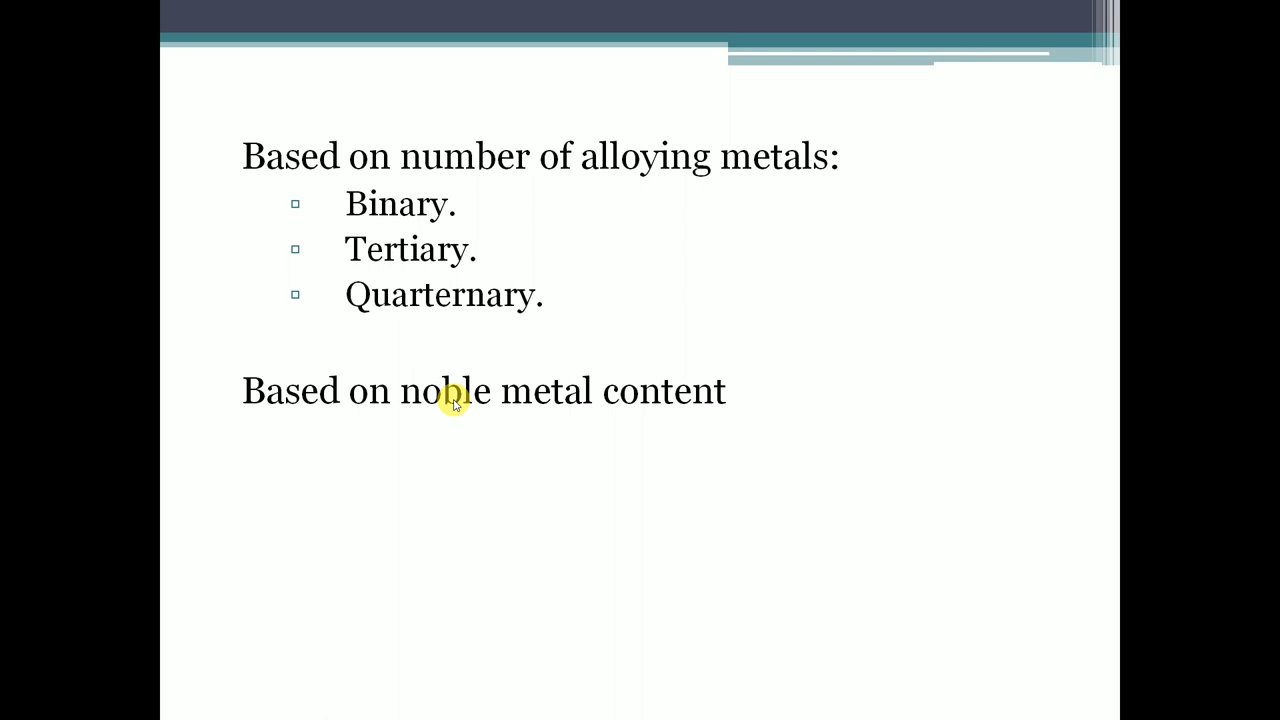 Based on number of alloying metals:
Binary.
Tertiary.
Quarternary.
Based on noble metal content